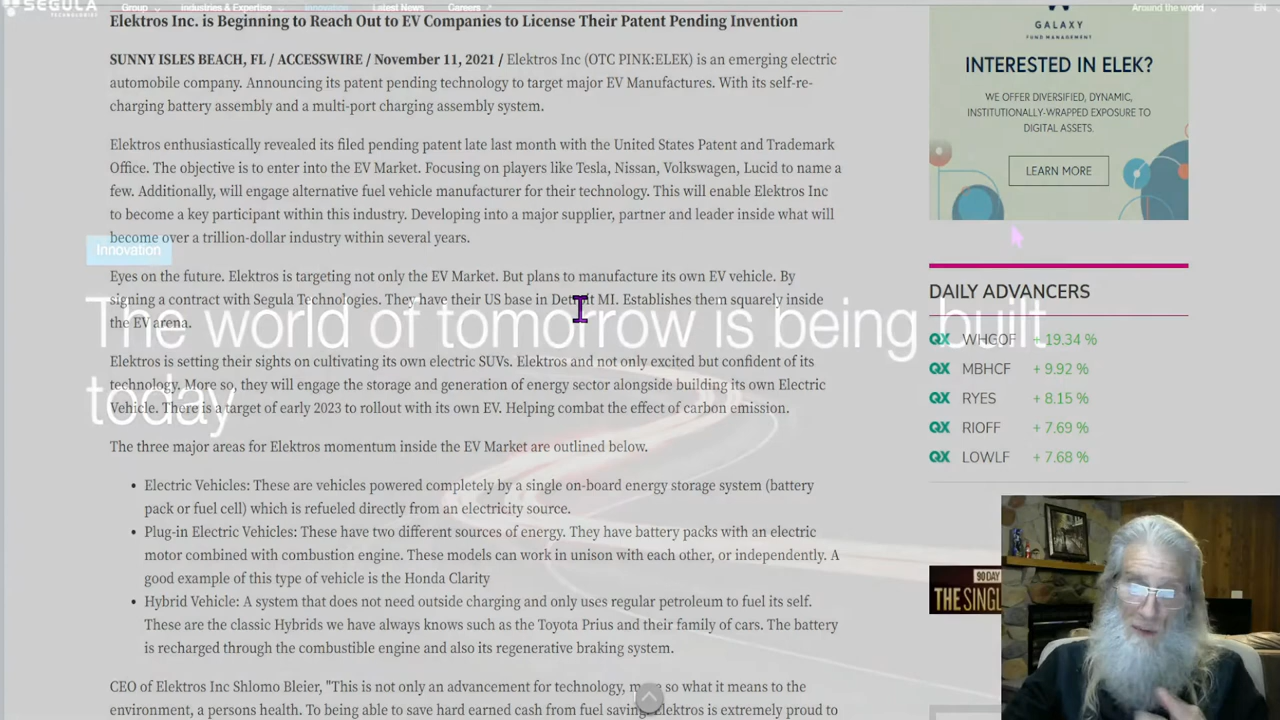 SEGULA
TECHNOLOGIES
Group
Industries & Expertise
Innovation
Latest News
Careers
Around the world
EN
Elektros Inc. is Beginning to Reach Out to EV Companies to License Their Patent Pending Invention
SUNNY ISLES BEACH, FL / ACCESSWIRE / November 11, 2021 / Elektros Inc (OTC PINK:ELEK) is an emerging electric
automobile company. Announcing its patent pending technology to target major EV Manufactures. With its self-re-
charging battery assembly and a multi-port charging assembly system.
Elektros enthusiastically revealed its filed pending patent late last month with the United States Patent and Trademark
Office. The objective is to enter into the EV Market. Focusing on players like Tesla, Nissan, Volkswagen, Lucid to name a
few. Additionally, will engage alternative fuel vehicle manufacturer for their technology. This will enable Elektros Inc
to become a key participant within this industry. Developing into a major supplier, partner and leader inside what will
become over a trillion-dollar industry within several years.
Innovation
Eyes on the future. Elektros is targeting not only the EV Market. But plans to manufacture its own EV vehicle. By
signing a contract with Segula Technologies. They have their US base in Detroit MI. Establishes them squarely inside
the EV arena.
The world of tomorrow is being built
today
Elektros is setting their sights on cultivating its own electric SUVs. Elektros and not only excited but confident of its
technology. More so, they will engage the storage and generation of energy sector alongside building its own Electric
Vehicle. There is a target of early 2023 to rollout with its own EV. Helping combat the effect of carbon emission.
The three major areas for Elektros momentum inside the EV Market are outlined below.
• Electric Vehicles: These are vehicles powered completely by a single on-board energy storage system (battery
pack or fuel cell) which is refueled directly from an electricity source.
• Plug-in Electric Vehicles: These have two different sources of energy. They have battery packs with an electric
motor combined with combustion engine. These models can work in unison with each other, or independently. A
good example of this type of vehicle is the Honda Clarity
• Hybrid Vehicle: A system that does not need outside charging and only uses regular petroleum to fuel its self.
These are the classic Hybrids we have always knows such as the Toyota Prius and their family of cars. The battery
is recharged through the combustible engine and also its regenerative braking system.
CEO of Elektros Inc Shlomo Bleier, "This is not only an advancement for technology, so what it means to the
environment, a persons health. To being able to save hard earned cash from fuel saving Elektros is extremely proud to
GALAXY
FUND MANAGEMENT
INTERESTED IN ELEK?
WE OFFER DIVERSIFIED, DYNAMIC,
INSTITUTIONALLY-WRAPPED EXPOSURE TO
DIGITAL ASSETS.
LEARN MORE
DAILY ADVANCERS
QX WHGOF + 19.34 %
QX MBHCF + 9.92 %
QX RYES + 8.15 %
QX RIOFF + 7.69 %
QX LOWLF + 7.68 %
90 DAY
THE SINGL